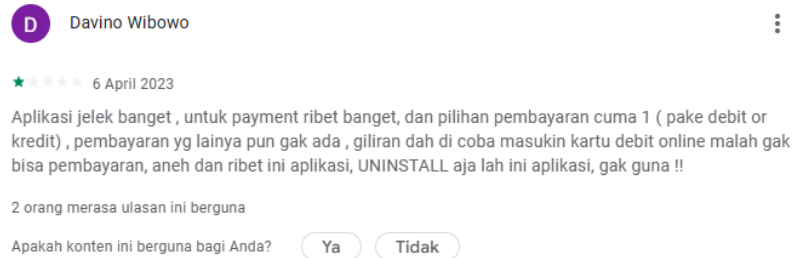 D
Davino Wibowo
6 April 2023
Aplikasi jelek banget , untuk payment ribet banget, dan pilihan pembayaran cuma 1 ( pake debit or
kredit) , pembayaran yg lainya pun gak ada , giliran dah di coba masukin kartu debit online malah gak
bisa pembayaran, aneh dan ribet ini aplikasi, UNINSTALL aja lah ini aplikasi, gak guna !!
2 orang merasa ulasan ini berguna
Apakah konten ini berguna bagi Anda? Ya Tidak